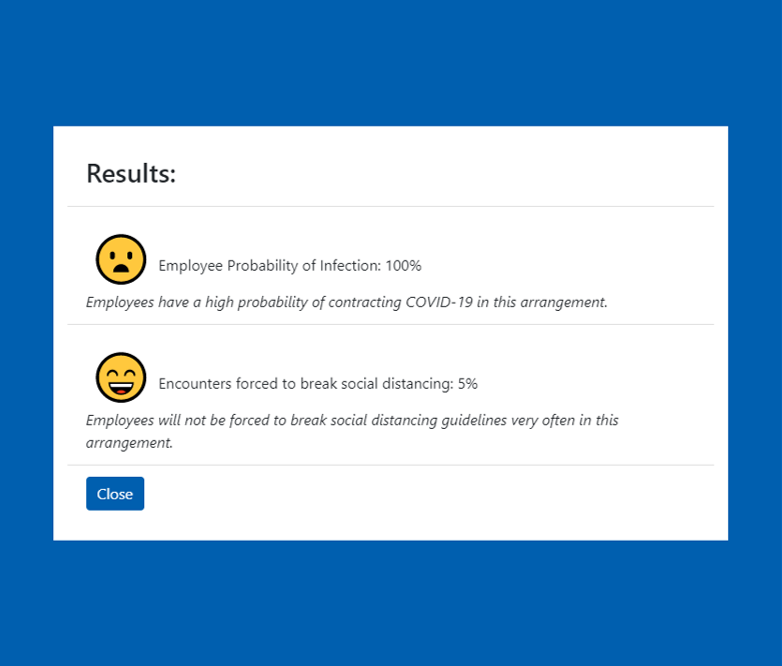 Results:
Employee Probability of Infection: 100%
Employees have a high probability of contracting COVID-19 in this arrangement.
Encounters forced to break social distancing: 5%
Employees will not be forced to break social distancing guidelines very often in this
arrangement.
Close